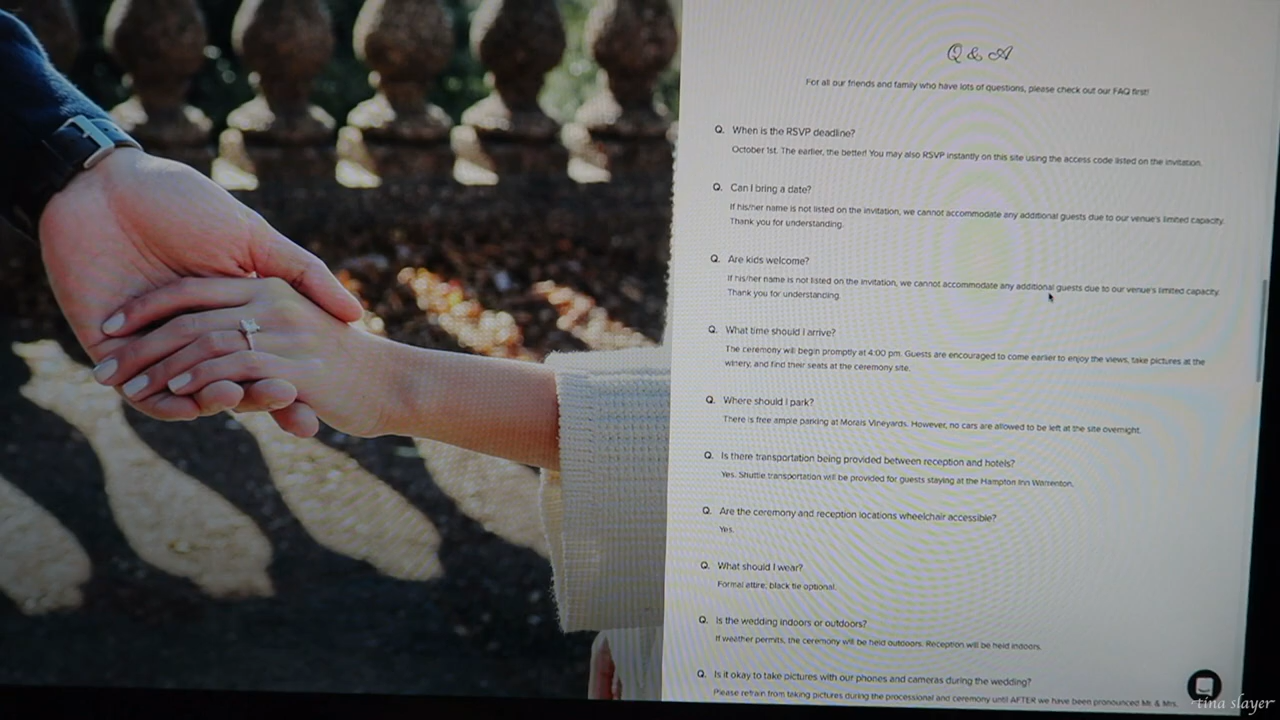 Q & A
For all our friends and family who have lots of questions, please check out our FAQ first!
Q. When is the RSVP deadline?
October 1st. The earlier, the better! You may also RSVP instantly on this site using the access code listed on the invitation.
Q. Can I bring a date?
If his/her name is not listed on the invitation, we cannot accommodate any additional guests due to our venue's limited capacity.
Thank you for understanding.
Q. Are kids welcome?
If his/her name is not listed on the invitation, we cannot accommodate any additional guests due to our venue's limited capacity.
Thank you for understanding.
Q. What time should I arrive?
The ceremony will begin promptly at 4:00 pm. Guests are encouraged to come earlier to enjoy the views, take pictures at the
winery, and find their seats at the ceremony site.
Q. Where should I park?
There is free ample parking at Morais Vineyards. However, no cars are allowed to be left at the site overnight.
Q. Is there transportation being provided between reception and hotels?
Yes. Shuttle transportation will be provided for guests staying at the Hampton Inn Warrenton.
Q. Are the ceremony and reception locations wheelchair accessible?
Yes.
Q. What should I wear?
Formal attire, black tie optional.
Q. Is the wedding indoors or outdoors?
If weather permits, the ceremony will be held outdoors. Reception will be held indoors.
Q. Is it okay to take pictures with our phones and cameras during the wedding?
Please refrain from taking pictures during the processional and ceremony until AFTER we have been pronounced Mr. & Mrs.
tina slayer